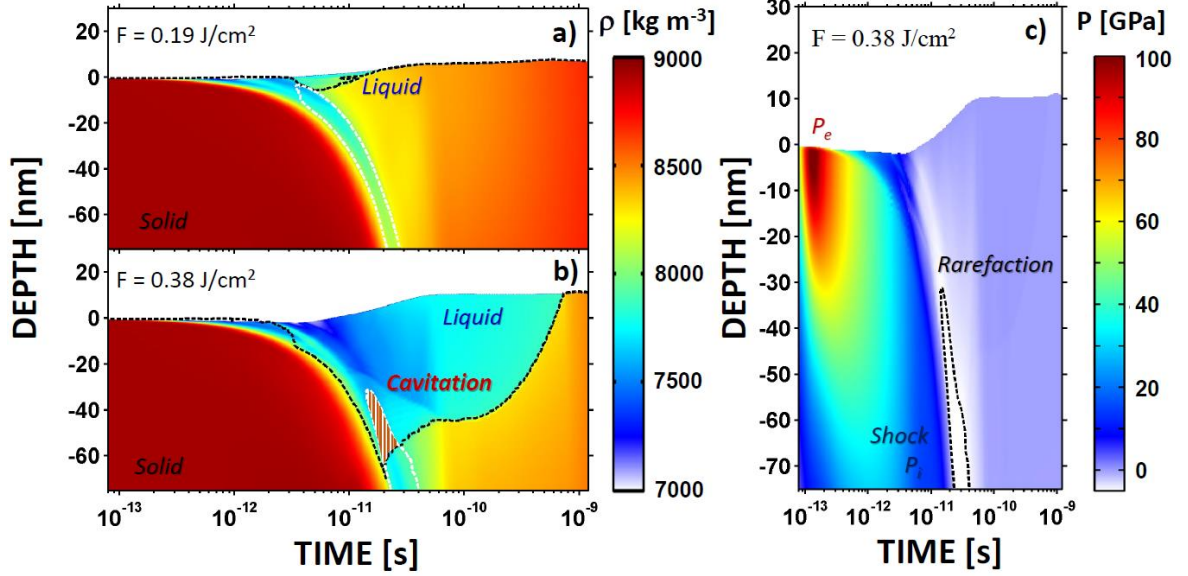 F = 0.19 J/cm²
a)
Liquid
Solid
20
0
-20
-40
-60
F = 0.38 J/cm²
b)
Liquid
Cavitation
Solid
20
0
-20
-40
-60
DEPTH [nm]
10⁻¹³
10⁻¹²
10⁻¹¹
10⁻¹⁰
10⁻⁹
TIME [s]
ρ [kg m⁻³]
9000
8500
8000
7500
7000
F = 0.38 J/cm²
c)
Pₑ
Rarefaction
Shock
Pᵢ
30
20
10
0
-10
-20
-30
-40
-50
-60
-70
DEPTH [nm]
10⁻¹³
10⁻¹²
10⁻¹¹
10⁻¹⁰
10⁻⁹
TIME [s]
P [GPa]
100
80
60
40
20
0